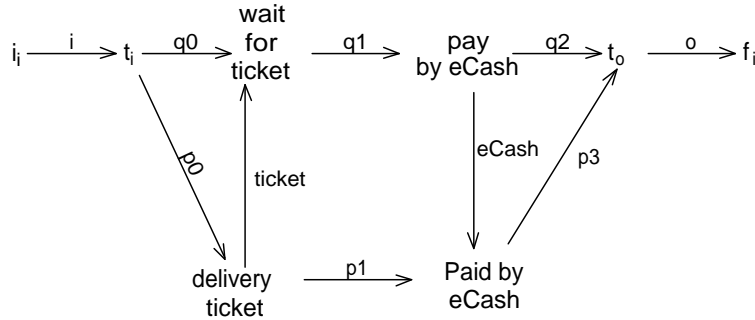 wait
for
ticket
pay
by eCash
i_i
i
t_i
q0
q1
q2
t_o
o
f_i
p0
ticket
eCash
p3
delivery
ticket
p1
Paid by
eCash